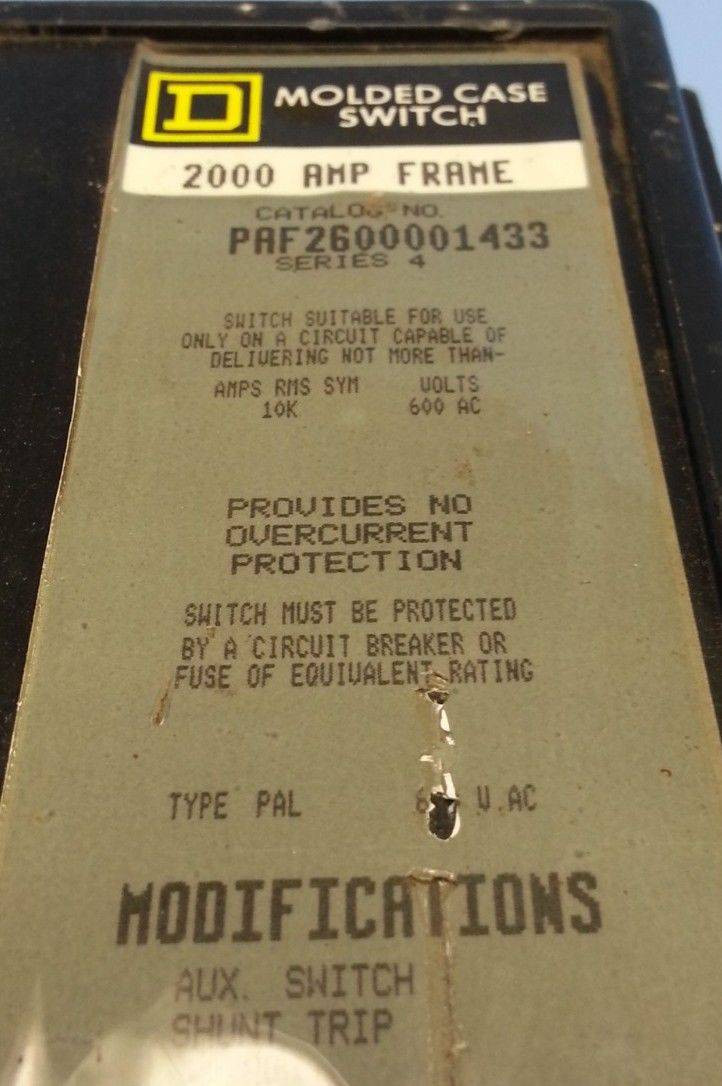 D
MOLDED CASE
SWITCH
2000 AMP FRAME
CATALOG NO.
PAF2600001433
SERIES 4
SWITCH SUITABLE FOR USE
ONLY ON A CIRCUIT CAPABLE OF
DELIVERING NOT MORE THAN-
AMPS RMS SYM VOLTS
10K 600 AC
PROVIDES NO
OVERCURRENT
PROTECTION
SWITCH MUST BE PROTECTED
BY A CIRCUIT BREAKER OR
FUSE OF EQUIVALENT RATING
TYPE PAL V AC
MODIFICATIONS
AUX. SWITCH
SHUNT TRIP